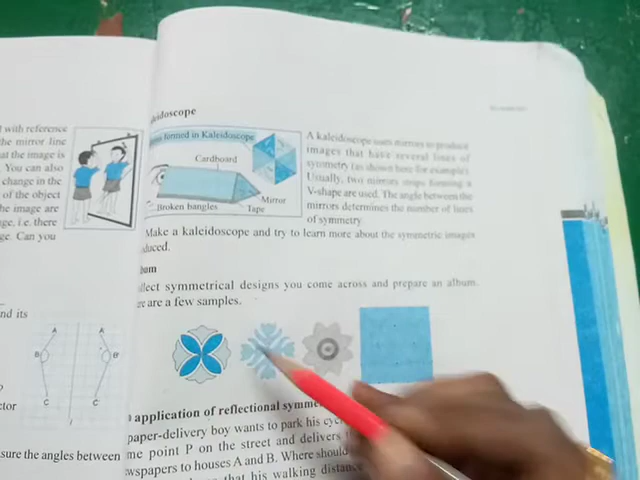 with reference
the mirror line
at the image is
You can also
change in the
of the object
he image are
ge, i.e. there
ge. Can you
nd its
A
A
B
B'
C
C
l
ctor
sure the angles between
eidoscope
formed in Kaleidoscope
Cardboard
Mirror
Broken bangles
Tape
A kaleidoscope uses mirrors to produce
images that have several lines of
symmetry (as shown here for example).
Usually, two mirrors strips forming a
V-shape are used. The angle between the
mirrors determines the number of lines
of symmetry.
Make a kaleidoscope and try to learn more about the symmetric images
duced.
bum
llect symmetrical designs you come across and prepare an album.
are a few samples.
application of reflectional symme
paper-delivery boy wants to park his cyc
me point P on the street and delivers
wspapers to houses A and B. Where should
that his walking distance